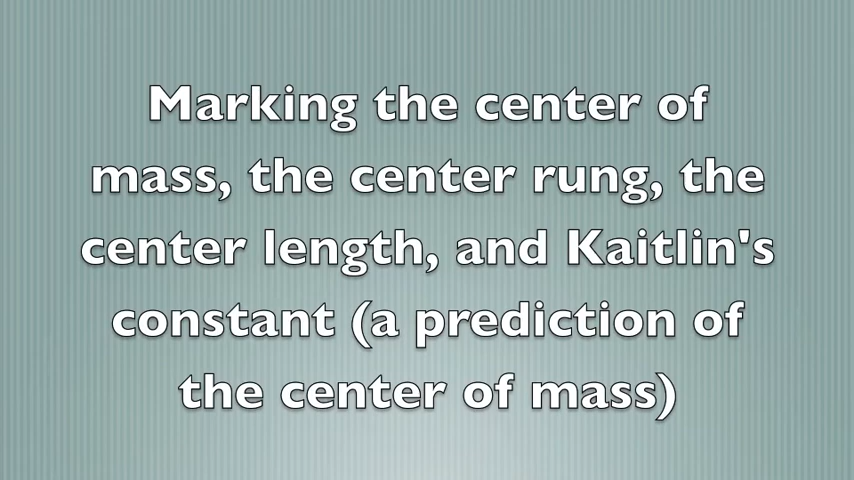 Marking the center of
mass, the center rung, the
center length, and Kaitlin's
constant (a prediction of
the center of mass)